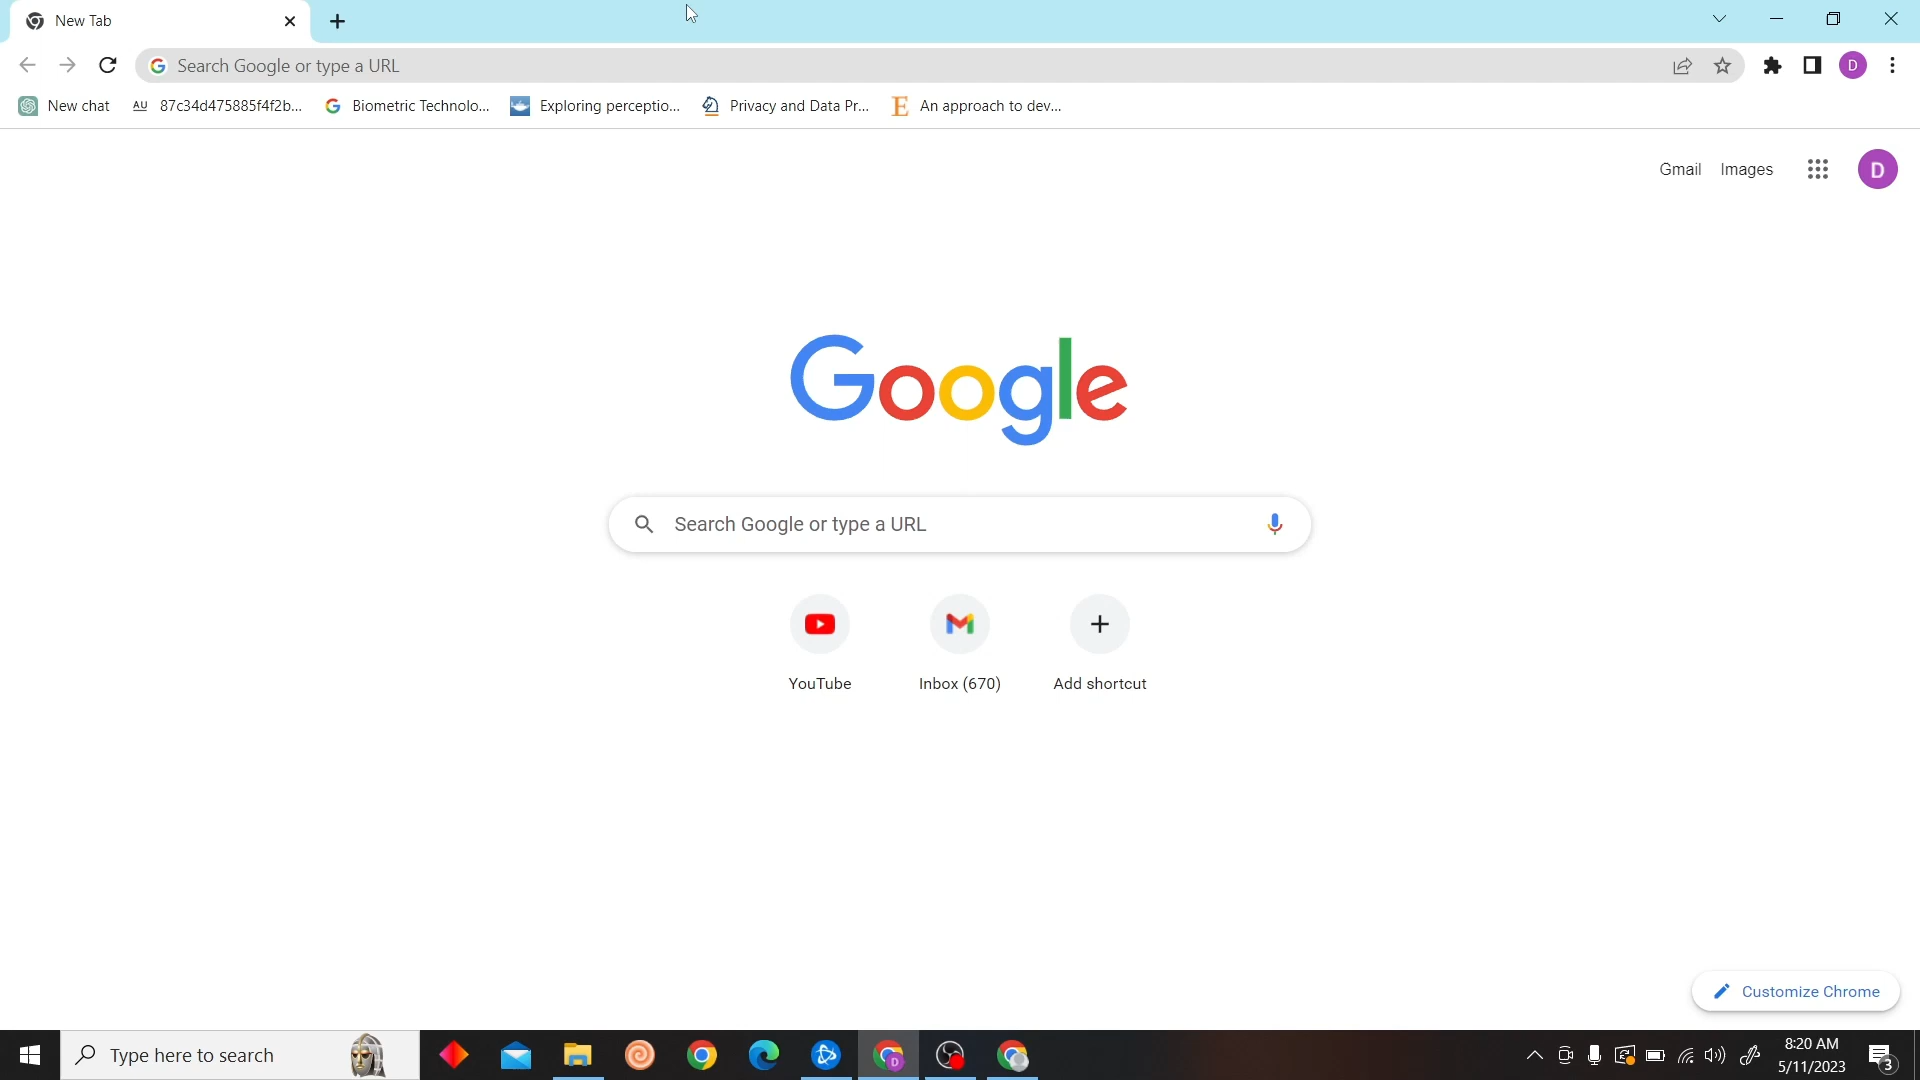 New Tab
Search Google or type a URL
D
New chat
AU 87c34d475885f4f2b...
Biometric Technolo...
Exploring perceptio...
Privacy and Data Pr...
E An approach to dev...
Gmail Images D
Google
Search Google or type a URL
YouTube
Inbox (670)
Add shortcut
Customize Chrome
Type here to search
D
8:20 AM
5/11/2023
3